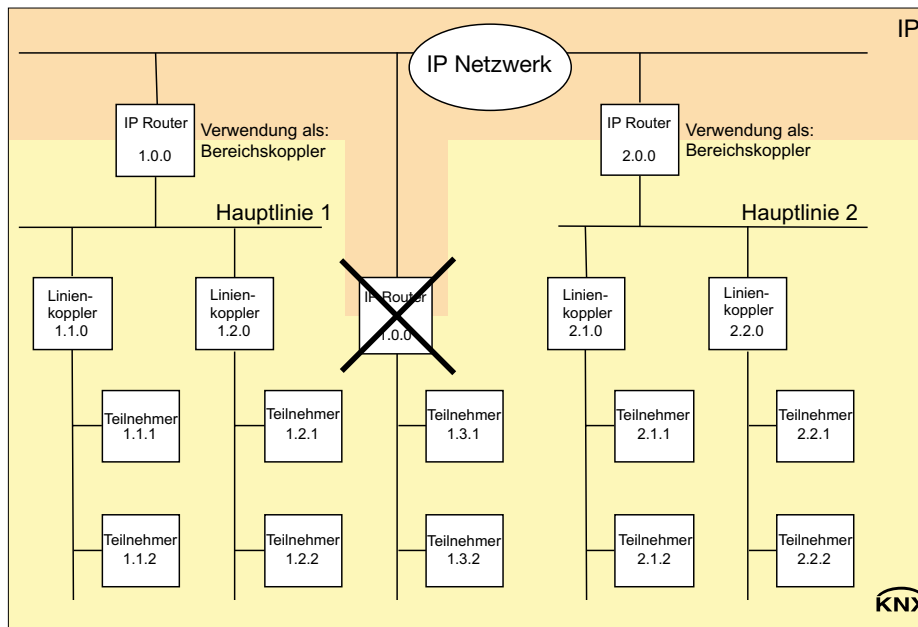 IP
IP Netzwerk
IP Router
1.0.0
Verwendung als:
Bereichskoppler
IP Router
2.0.0
Verwendung als:
Bereichskoppler
Hauptlinie 1
Hauptlinie 2
Linien-
koppler
1.1.0
Linien-
koppler
1.2.0
IP Router
1.0.0
Linien-
koppler
2.1.0
Linien-
koppler
2.2.0
Teilnehmer
1.1.1
Teilnehmer
1.2.1
Teilnehmer
1.3.1
Teilnehmer
2.1.1
Teilnehmer
2.2.1
Teilnehmer
1.1.2
Teilnehmer
1.2.2
Teilnehmer
1.3.2
Teilnehmer
2.1.2
Teilnehmer
2.2.2
KNX